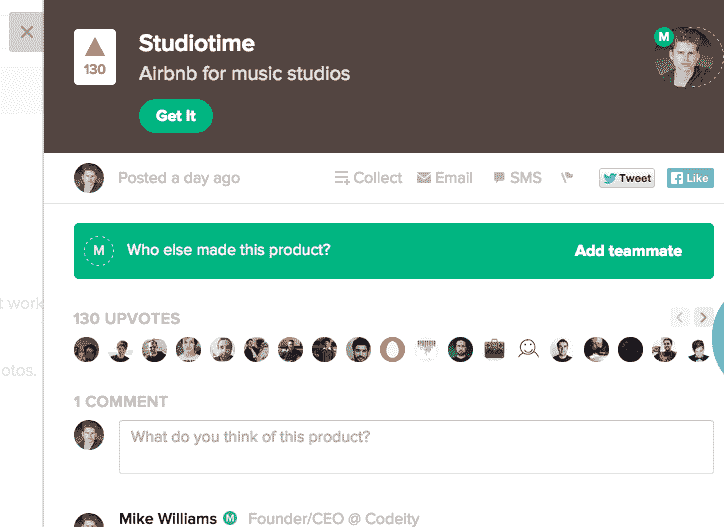 Studiotime
Airbnb for music studios
130
Get It
M
Posted a day ago
Collect
Email
SMS
Tweet
Like
M
Who else made this product?
Add teammate
t work
130 UPVOTES
otos.
1 COMMENT
What do you think of this product?
Mike Williams M Founder/CEO @ Codeity